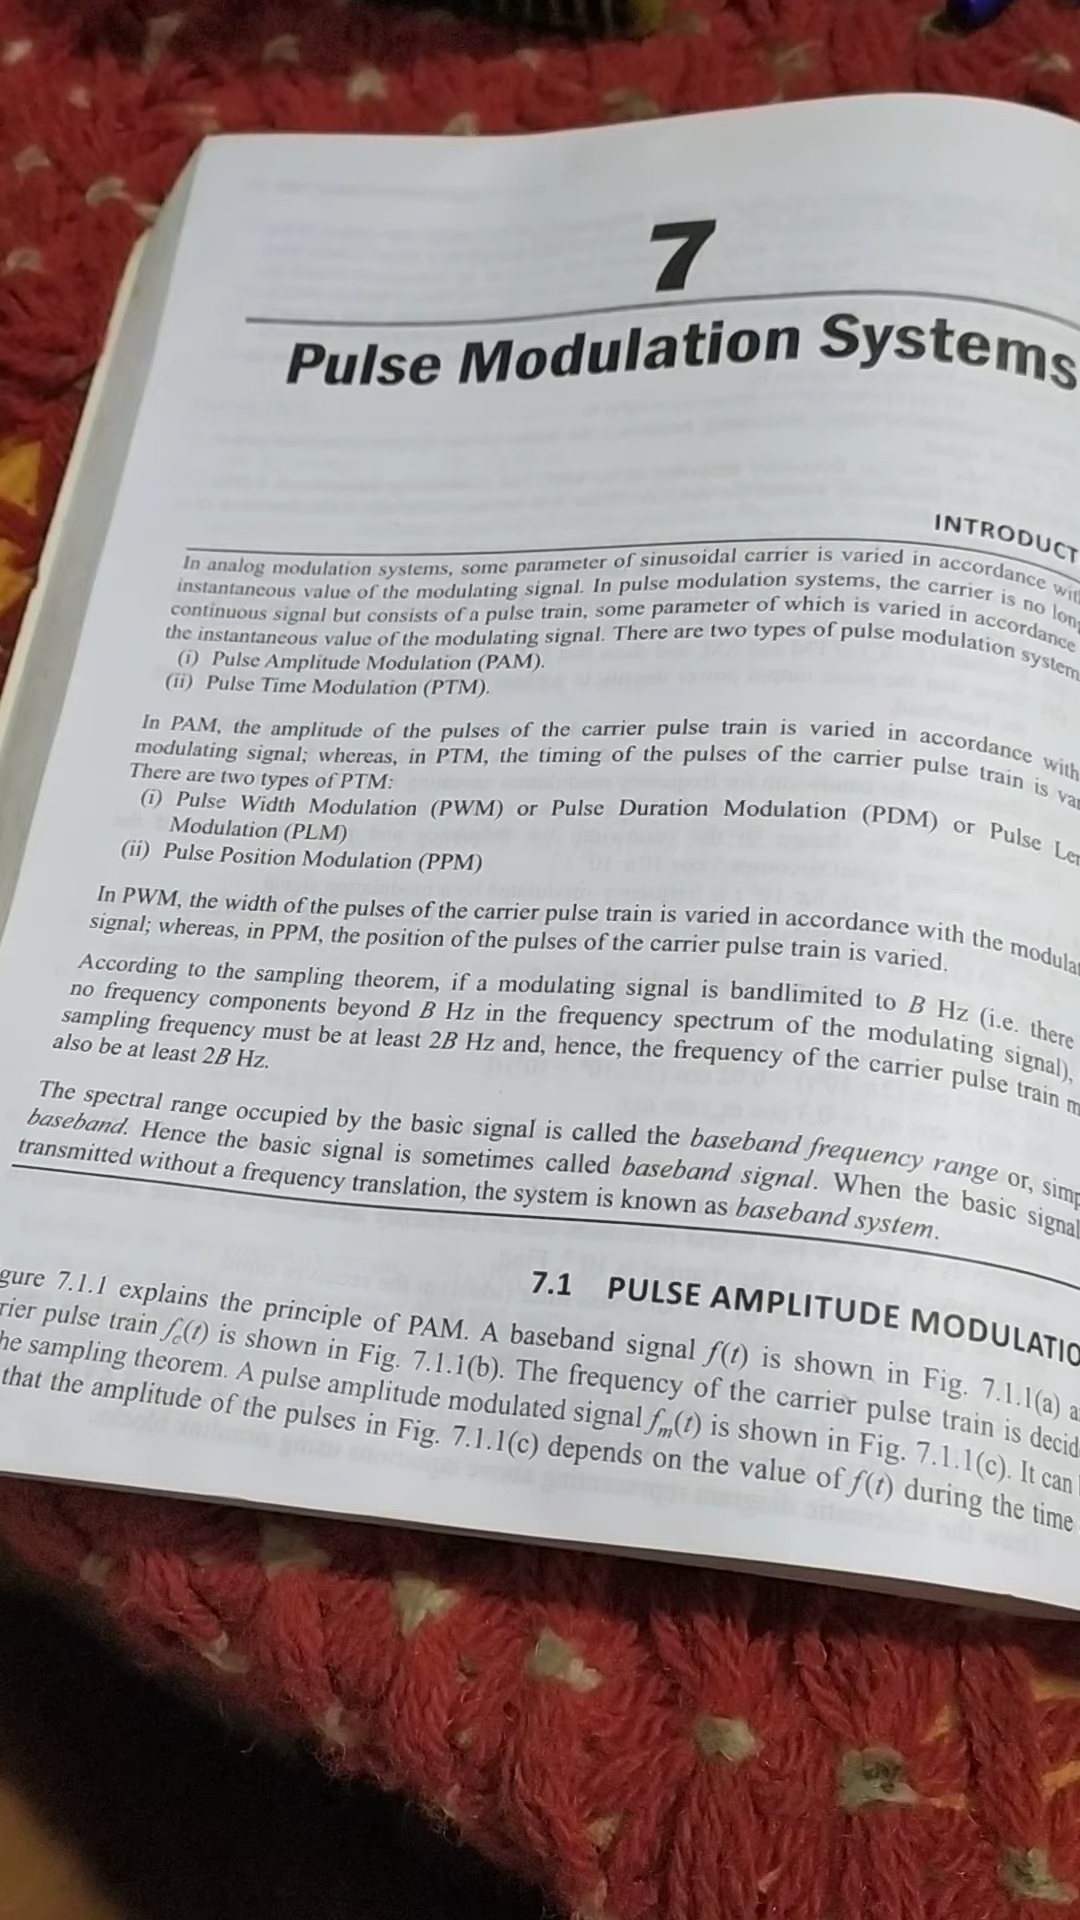 7
Pulse Modulation Systems
INTRODUCT
In analog modulation systems, some parameter of sinusoidal carrier is varied in accordance wit
instantaneous value of the modulating signal. In pulse modulation systems, the carrier is no long
continuous signal but consists of a pulse train, some parameter of which is varied in accordance
the instantaneous value of the modulating signal. There are two types of pulse modulation system
(i) Pulse Amplitude Modulation (PAM).
(ii) Pulse Time Modulation (PTM).
In PAM, the amplitude of the pulses of the carrier pulse train is varied in accordance with
modulating signal; whereas, in PTM, the timing of the pulses of the carrier pulse train is var
There are two types of PTM:
(i) Pulse Width Modulation (PWM) or Pulse Duration Modulation (PDM) or Pulse Len
Modulation (PLM)
(ii) Pulse Position Modulation (PPM)
In PWM, the width of the pulses of the carrier pulse train is varied in accordance with the modulat
signal; whereas, in PPM, the position of the pulses of the carrier pulse train is varied.
According to the sampling theorem, if a modulating signal is bandlimited to B Hz (i.e. there
no frequency components beyond B Hz in the frequency spectrum of the modulating signal),
sampling frequency must be at least 2B Hz and, hence, the frequency of the carrier pulse train m
also be at least 2B Hz.
The spectral range occupied by the basic signal is called the baseband frequency range or, simp
baseband. Hence the basic signal is sometimes called baseband signal. When the basic signal
transmitted without a frequency translation, the system is known as baseband system.
7.1 PULSE AMPLITUDE MODULATIO
gure 7.1.1 explains the principle of PAM. A baseband signal f(t) is shown in Fig. 7.1.1(a) a
rier pulse train fc(t) is shown in Fig. 7.1.1(b). The frequency of the carrier pulse train is decid
he sampling theorem. A pulse amplitude modulated signal fm(t) is shown in Fig. 7.1.1(c). It can
that the amplitude of the pulses in Fig. 7.1.1(c) depends on the value of f(t) during the time